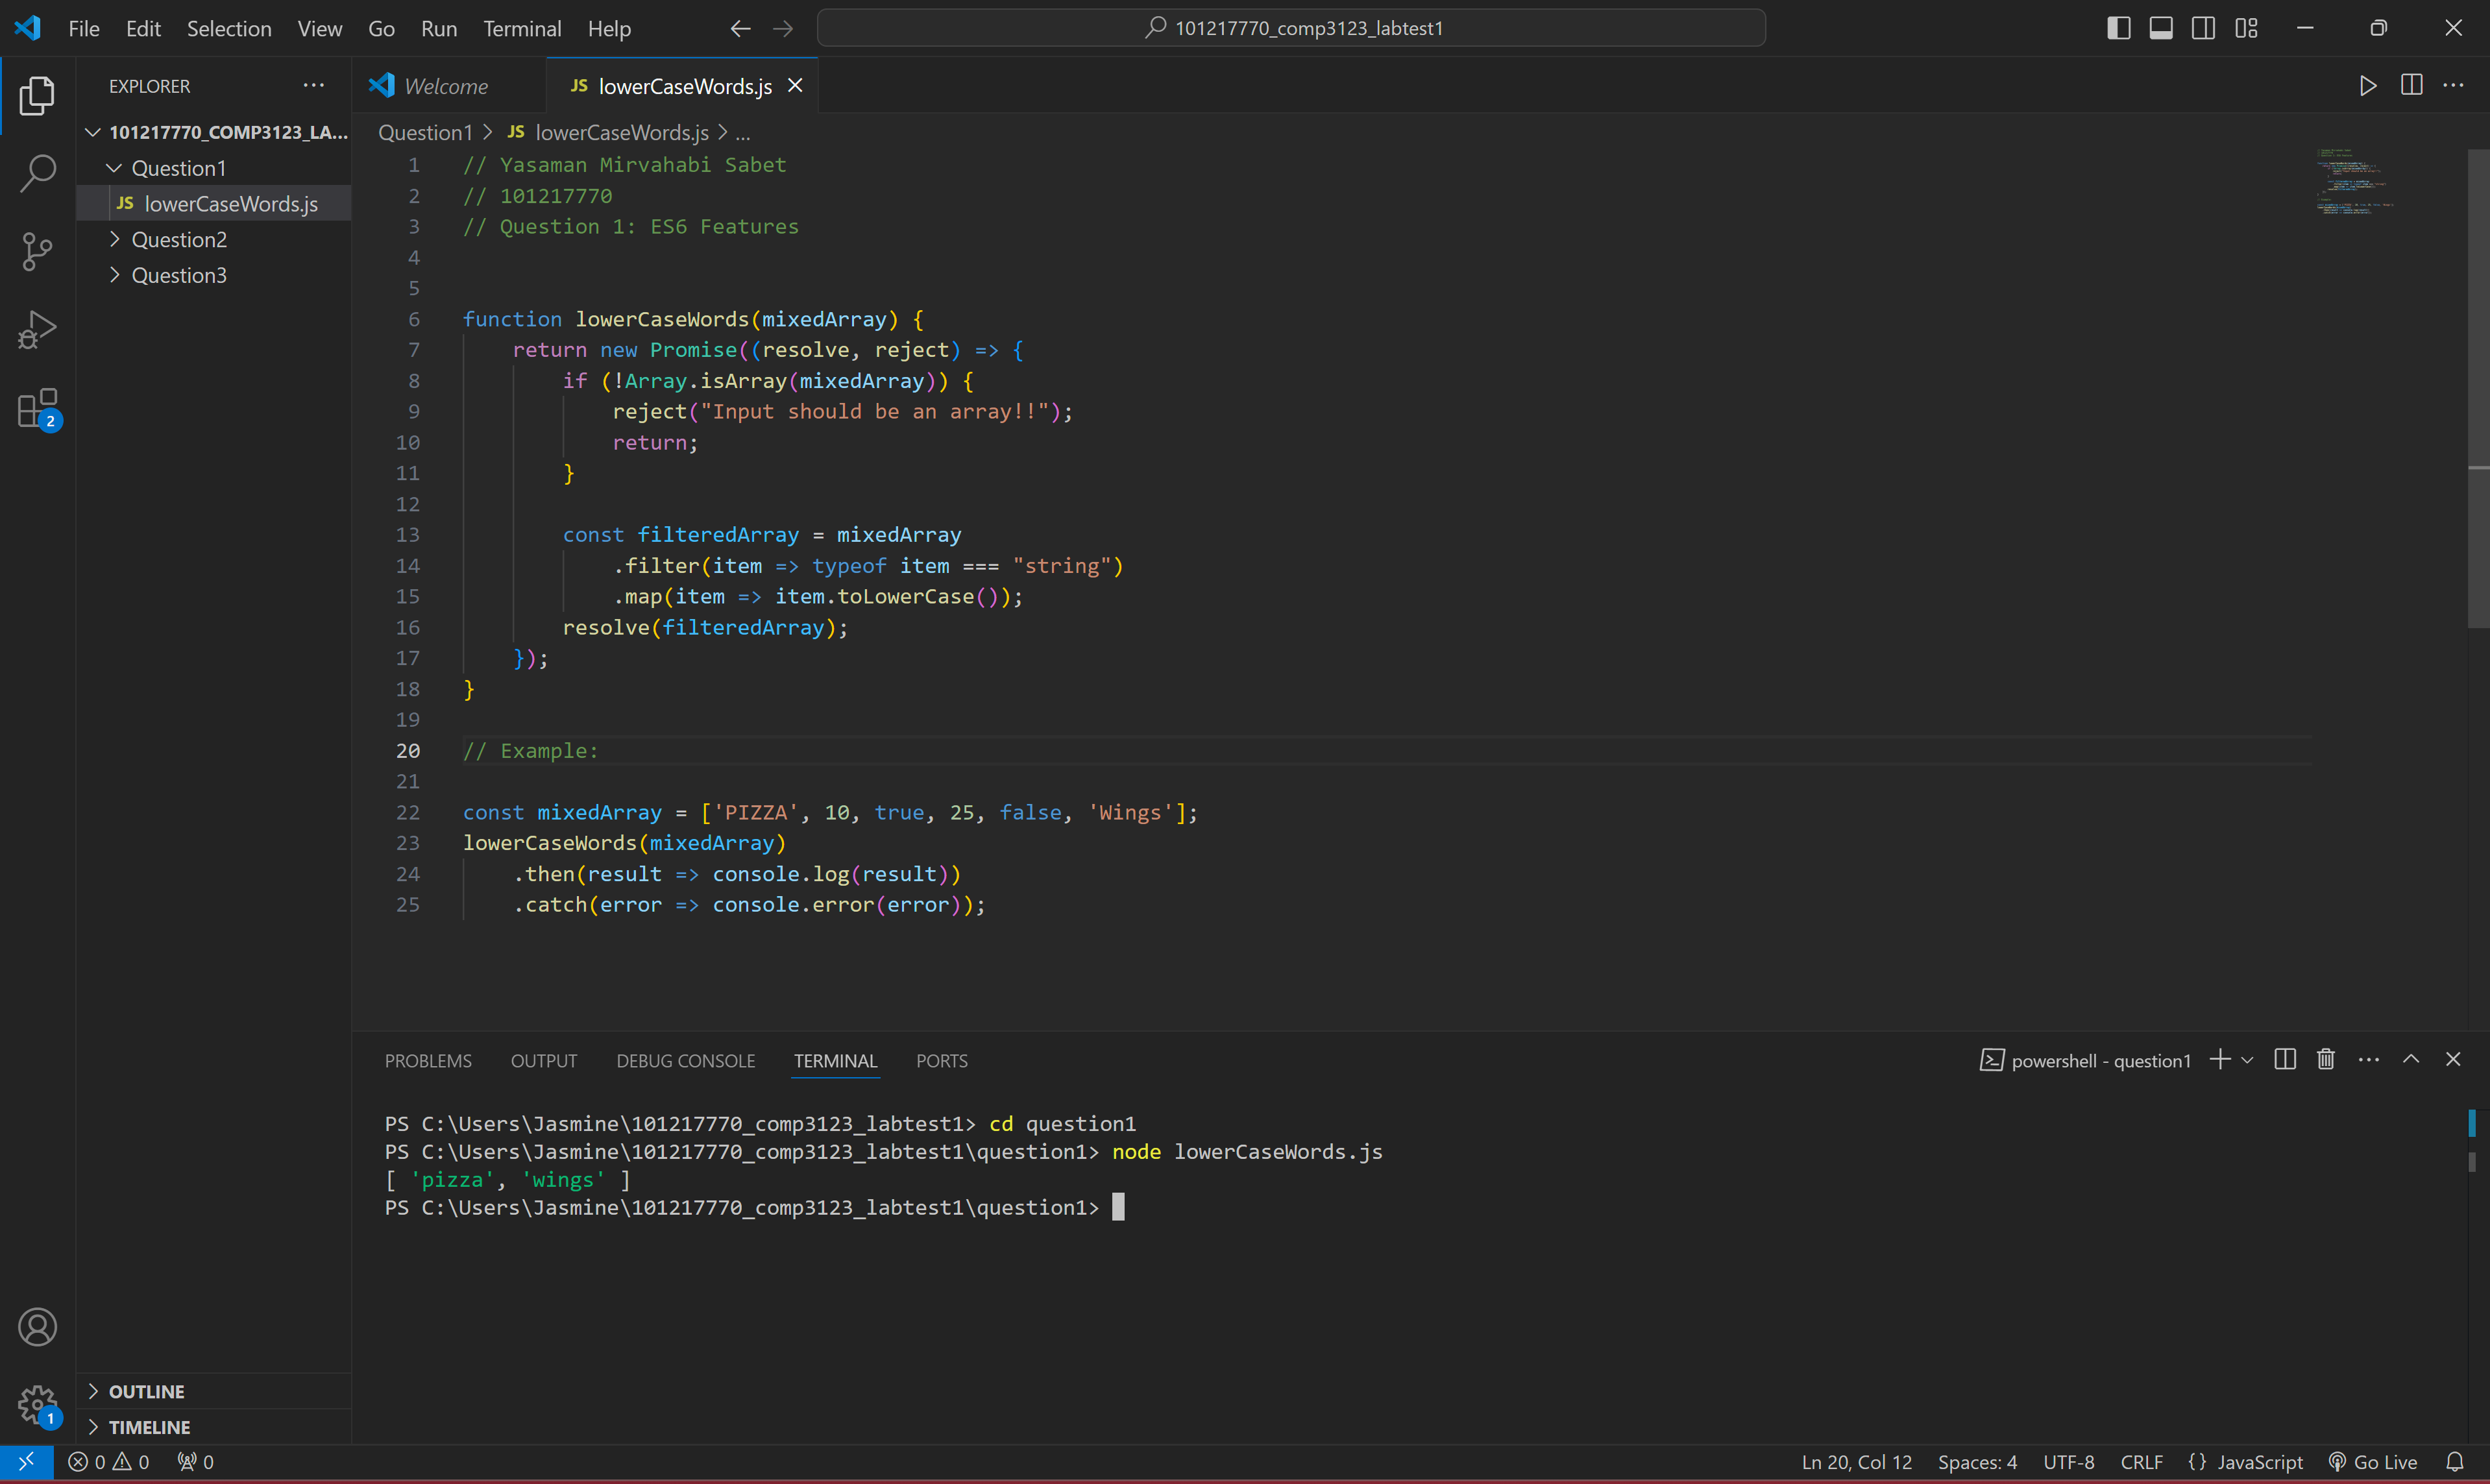 File Edit Selection View Go Run Terminal Help
101217770_comp3123_labtest1
EXPLORER
101217770_COMP3123_LA...
Question1
JS lowerCaseWords.js
Question2
Question3
OUTLINE
TIMELINE
2
1
Welcome
JS lowerCaseWords.js
Question1 > JS lowerCaseWords.js > ...
1 // Yasaman Mirvahabi Sabet
2 // 101217770
3 // Question 1: ES6 Features
4
5
6 function lowerCaseWords(mixedArray) {
7 return new Promise((resolve, reject) => {
8 if (!Array.isArray(mixedArray)) {
9 reject("Input should be an array!!");
10 return;
11 }
12
13 const filteredArray = mixedArray
14 .filter(item => typeof item === "string")
15 .map(item => item.toLowerCase());
16 resolve(filteredArray);
17 });
18 }
19
20 // Example:
21
22 const mixedArray = ['PIZZA', 10, true, 25, false, 'Wings'];
23 lowerCaseWords(mixedArray)
24 .then(result => console.log(result))
25 .catch(error => console.error(error));
PROBLEMS OUTPUT DEBUG CONSOLE TERMINAL PORTS
powershell - question1
PS C:\Users\Jasmine\101217770_comp3123_labtest1> cd question1
PS C:\Users\Jasmine\101217770_comp3123_labtest1\question1> node lowerCaseWords.js
[ 'pizza', 'wings' ]
PS C:\Users\Jasmine\101217770_comp3123_labtest1\question1>
0 0 0
Ln 20, Col 12 Spaces: 4 UTF-8 CRLF {} JavaScript Go Live